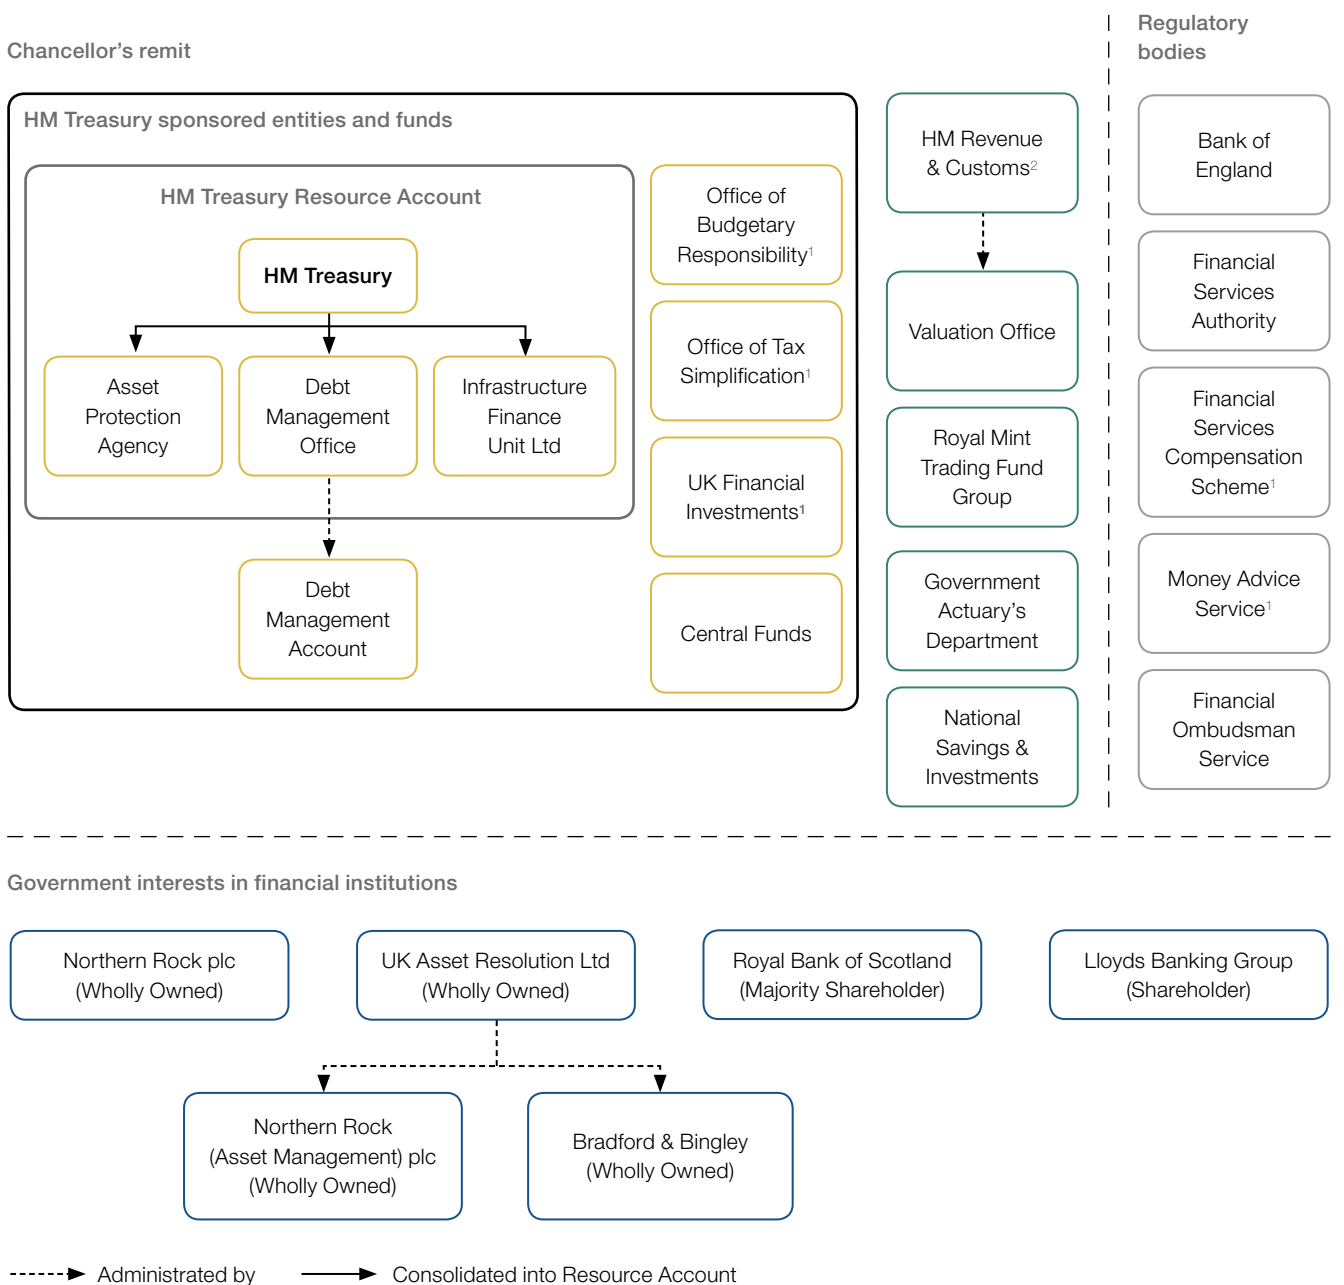 Chancellor’s remit
Regulatory
bodies
HM Treasury sponsored entities and funds
HM Treasury Resource Account
HM Treasury
Asset
Protection
Agency
Debt
Management
Office
Infrastructure
Finance
Unit Ltd
Debt
Management
Account
Office of
Budgetary
Responsibility¹
Office of Tax
Simplification¹
UK Financial
Investments¹
Central Funds
HM Revenue
& Customs²
Valuation Office
Royal Mint
Trading Fund
Group
Government
Actuary’s
Department
National
Savings &
Investments
Bank of
England
Financial
Services
Authority
Financial
Services
Compensation
Scheme¹
Money Advice
Service¹
Financial
Ombudsman
Service
Government interests in financial institutions
Northern Rock plc
(Wholly Owned)
UK Asset Resolution Ltd
(Wholly Owned)
Royal Bank of Scotland
(Majority Shareholder)
Lloyds Banking Group
(Shareholder)
Northern Rock
(Asset Management) plc
(Wholly Owned)
Bradford & Bingley
(Wholly Owned)
Administrated by
Consolidated into Resource Account